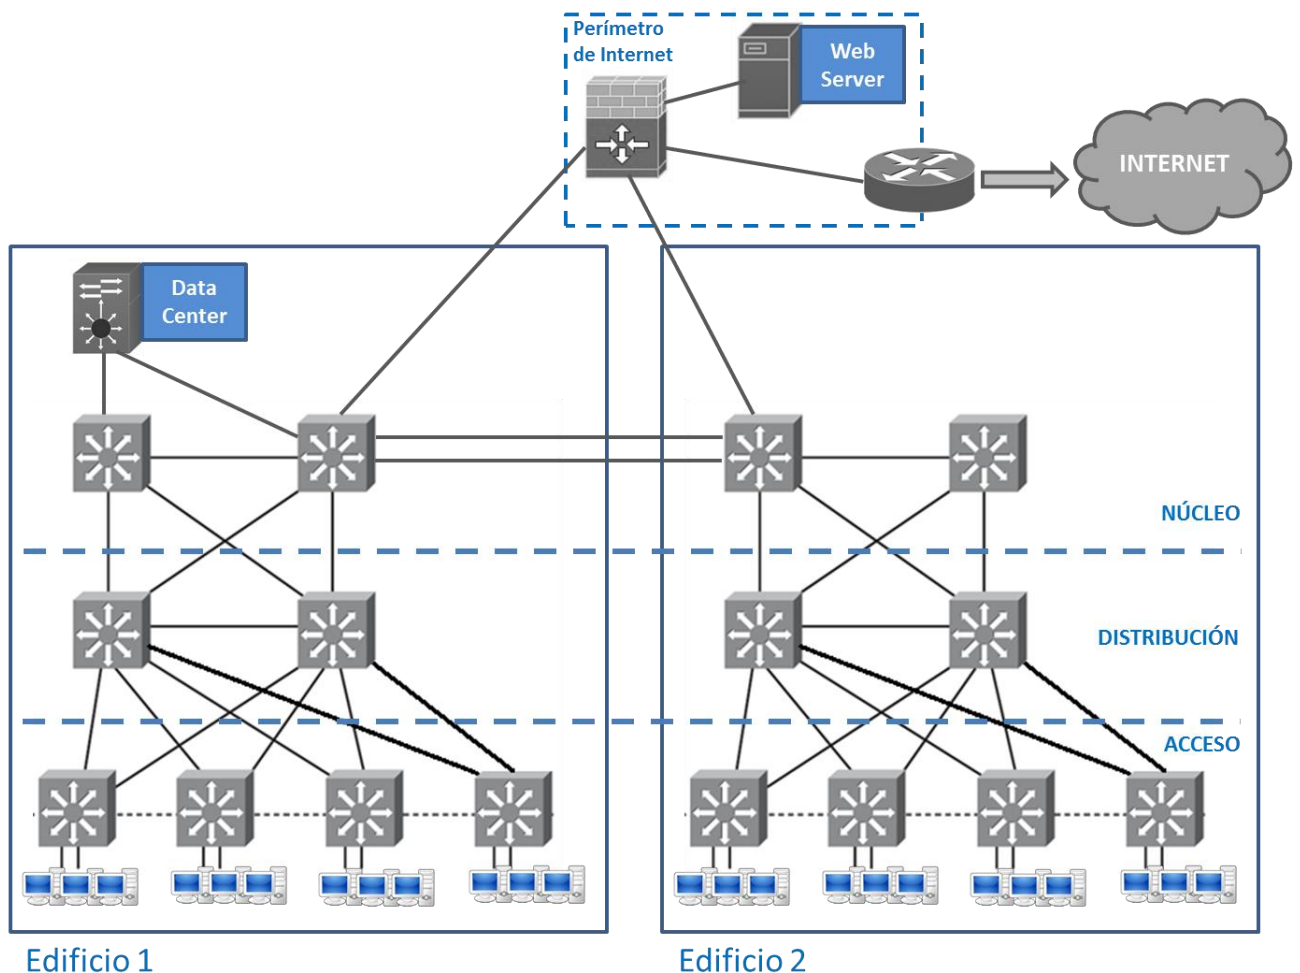 Perímetro
de Internet
Web
Server
INTERNET
Data
Center
NÚCLEO
DISTRIBUCIÓN
ACCESO
Edificio 1
Edificio 2